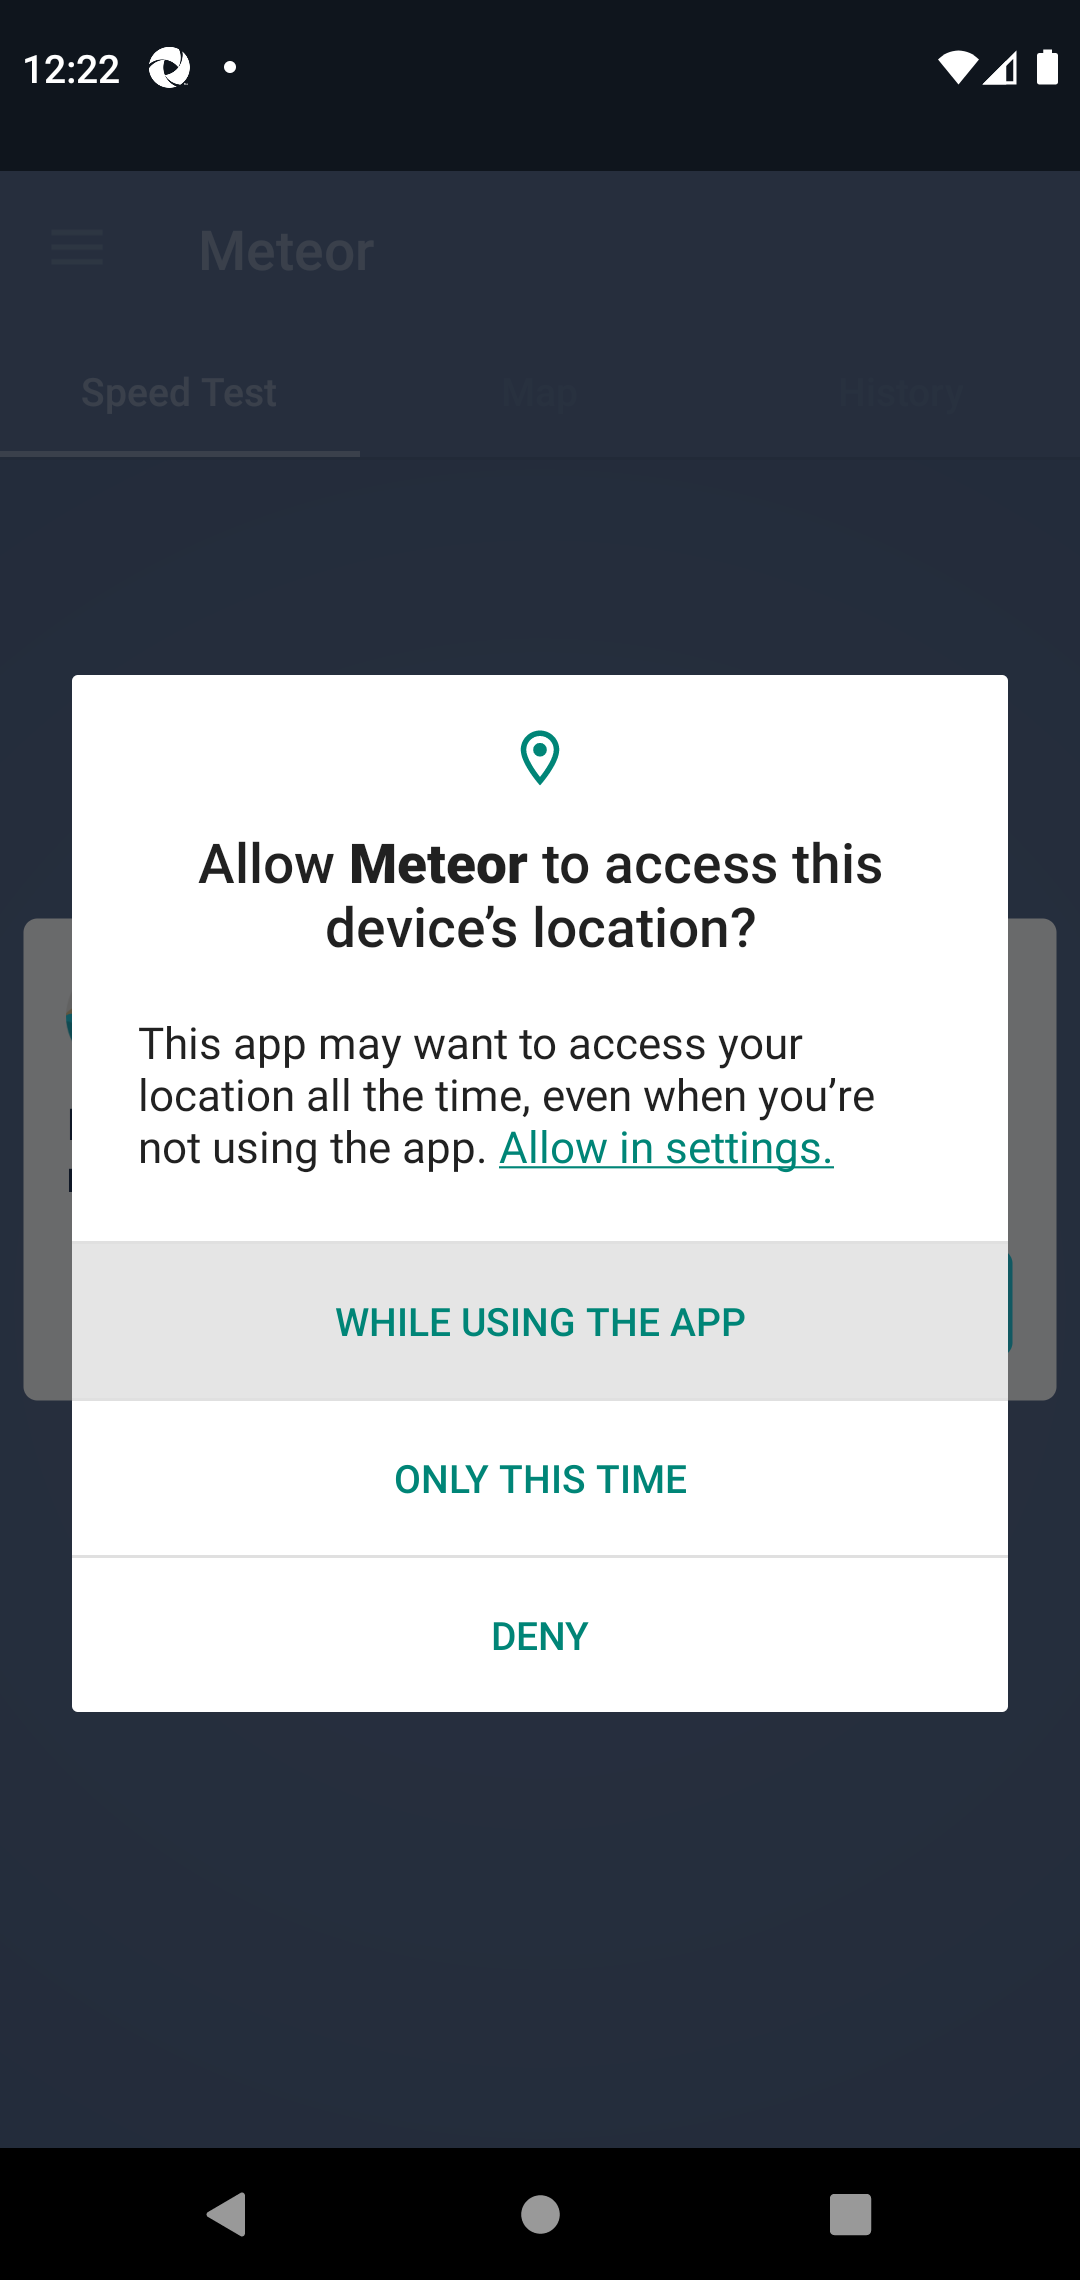 12:22
Meteor
Speed Test
Map
History
Allow Meteor to access this
device’s location?
This app may want to access your
location all the time, even when you’re
not using the app. Allow in settings.
WHILE USING THE APP
ONLY THIS TIME
DENY